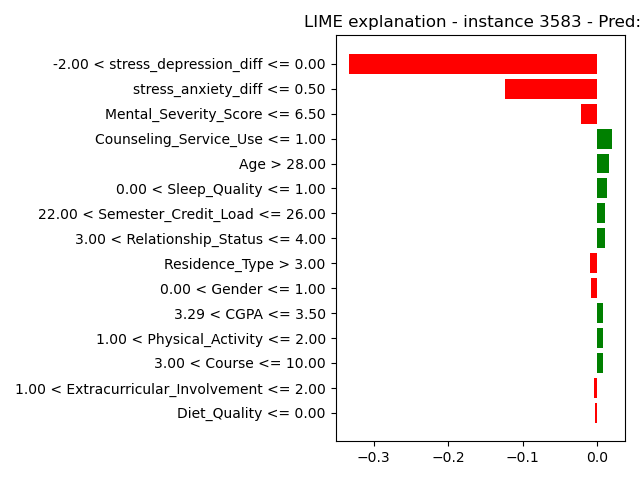 LIME explanation - instance 3583 - Pred:
-2.00 < stress_depression_diff <= 0.00
stress_anxiety_diff <= 0.50
Mental_Severity_Score <= 6.50
Counseling_Service_Use <= 1.00
Age > 28.00
0.00 < Sleep_Quality <= 1.00
22.00 < Semester_Credit_Load <= 26.00
3.00 < Relationship_Status <= 4.00
Residence_Type > 3.00
0.00 < Gender <= 1.00
3.29 < CGPA <= 3.50
1.00 < Physical_Activity <= 2.00
3.00 < Course <= 10.00
1.00 < Extracurricular_Involvement <= 2.00
Diet_Quality <= 0.00
−0.3 −0.2 −0.1 0.0